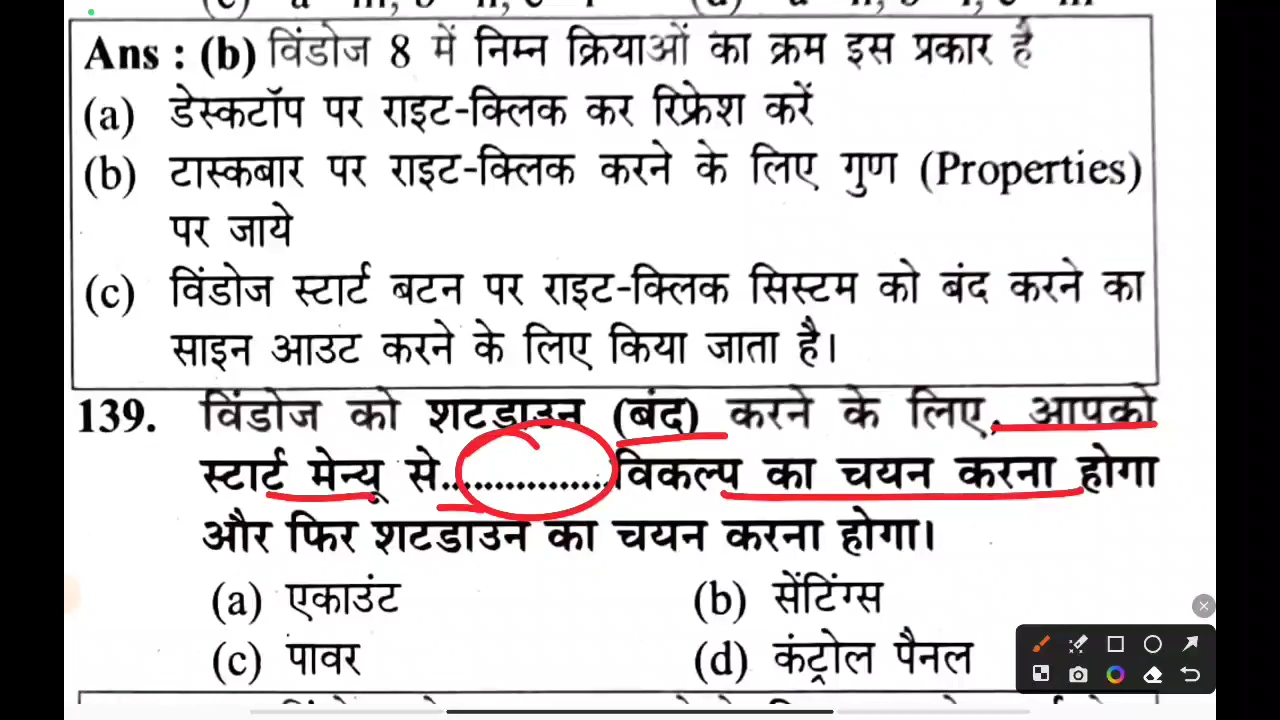 Ans : (b) विंडोज 8 में निम्न क्रियाओं का क्रम इस प्रकार है
(a) डेस्कटॉप पर राइट-क्लिक कर रिफ्रेश करें
(b) टास्कबार पर राइट-क्लिक करने के लिए गुण (Properties)
पर जाये
(c) विंडोज स्टार्ट बटन पर राइट-क्लिक सिस्टम को बंद करने का
साइन आउट करने के लिए किया जाता है।
139. विंडोज को शटडाउन (बंद) करने के लिए, आपको
स्टार्ट मेन्यू से.................विकल्प का चयन करना होगा
और फिर शटडाउन का चयन करना होगा।
(a) एकाउंट (b) सेंटिंग्स
(c) पावर (d) कंट्रोल पैनल